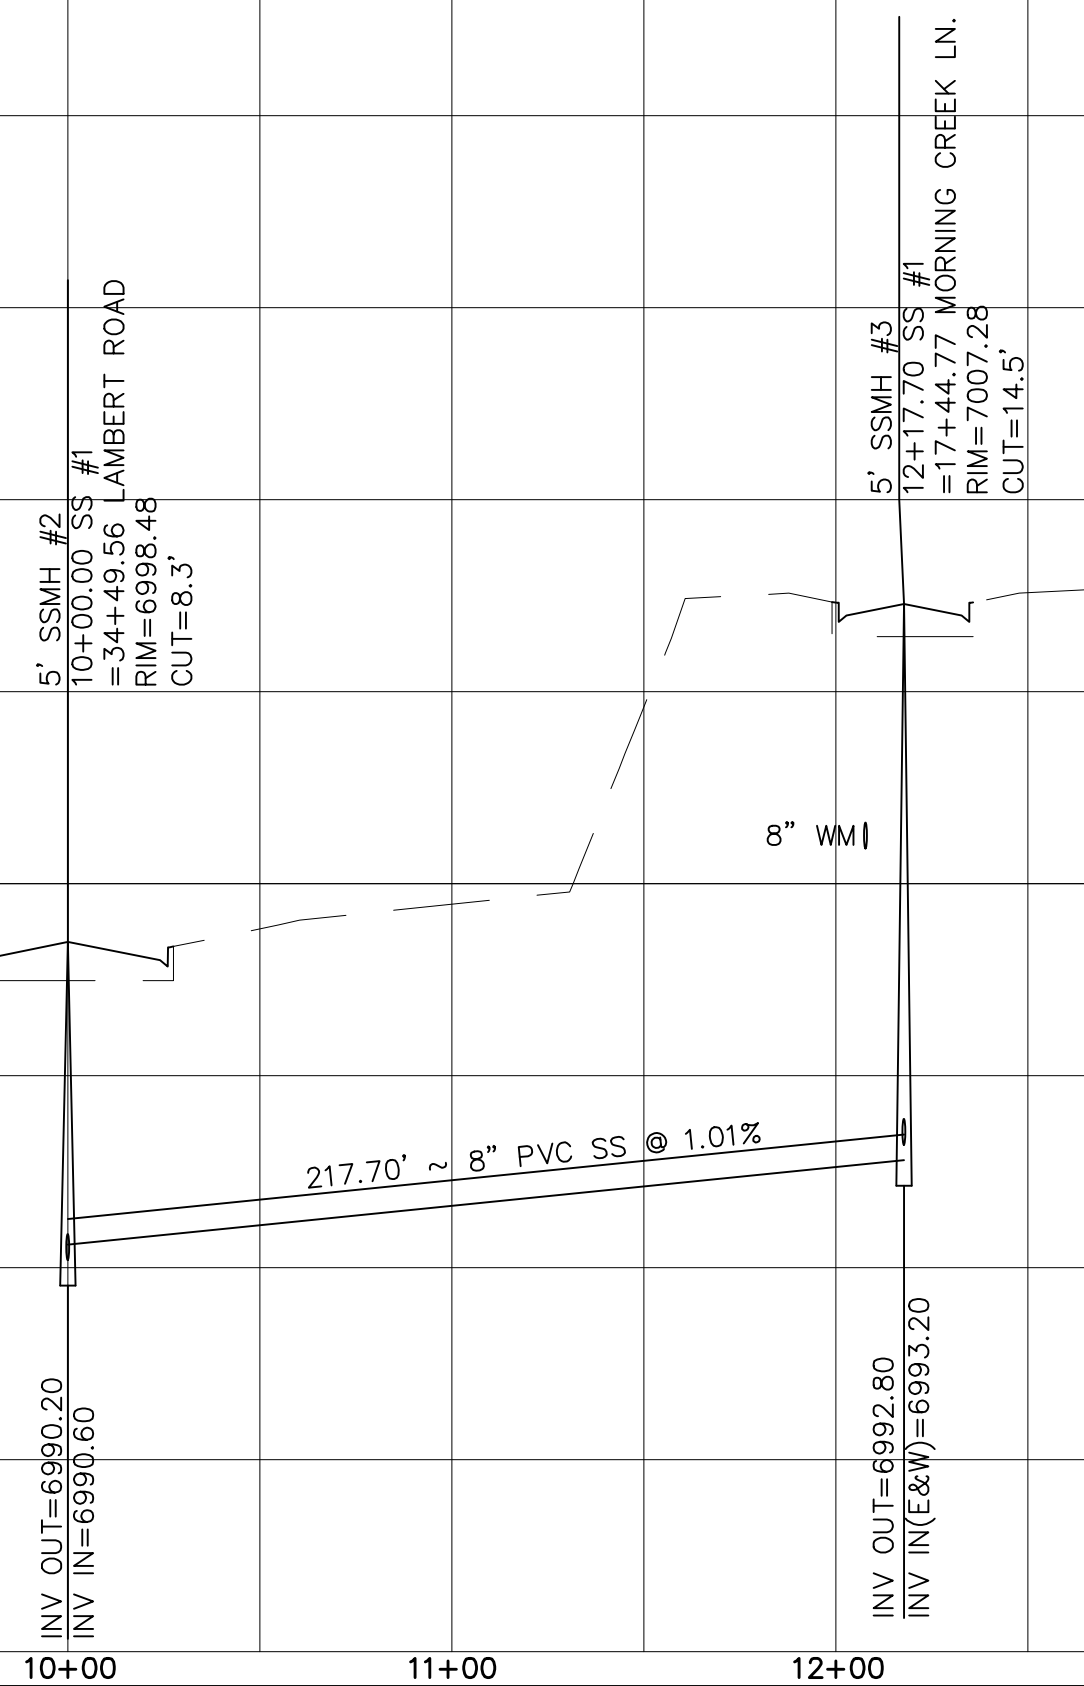 5' SSMH #2
10+00.00 SS #1
=34+49.56 LAMBERT ROAD
RIM=6998.48
CUT=8.3'
5' SSMH #3
12+17.70 SS #1
=17+44.77 MORNING CREEK LN.
RIM=7007.28
CUT=14.5'
8" WM
217.70' ~ 8" PVC SS @ 1.01%
INV OUT=6990.20
INV IN=6990.60
INV OUT=6992.80
INV IN(E&W)=6993.20
10+00 11+00 12+00